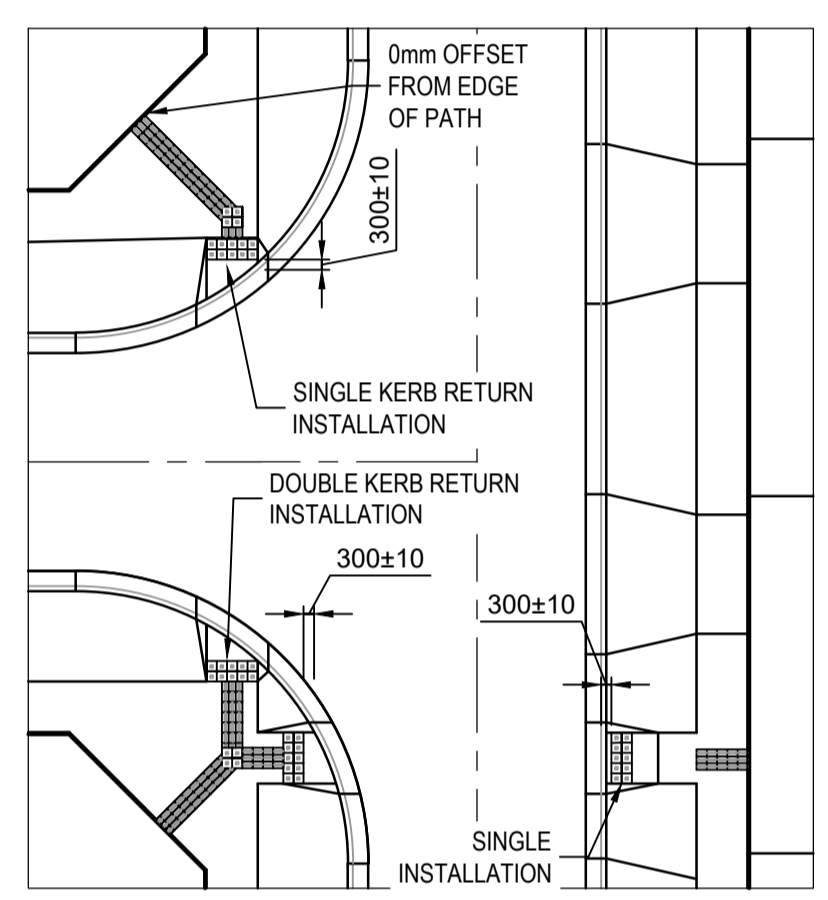 0mm OFFSET
FROM EDGE
OF PATH
300±10
SINGLE KERB RETURN
INSTALLATION
DOUBLE KERB RETURN
INSTALLATION
300±10
300±10
SINGLE
INSTALLATION